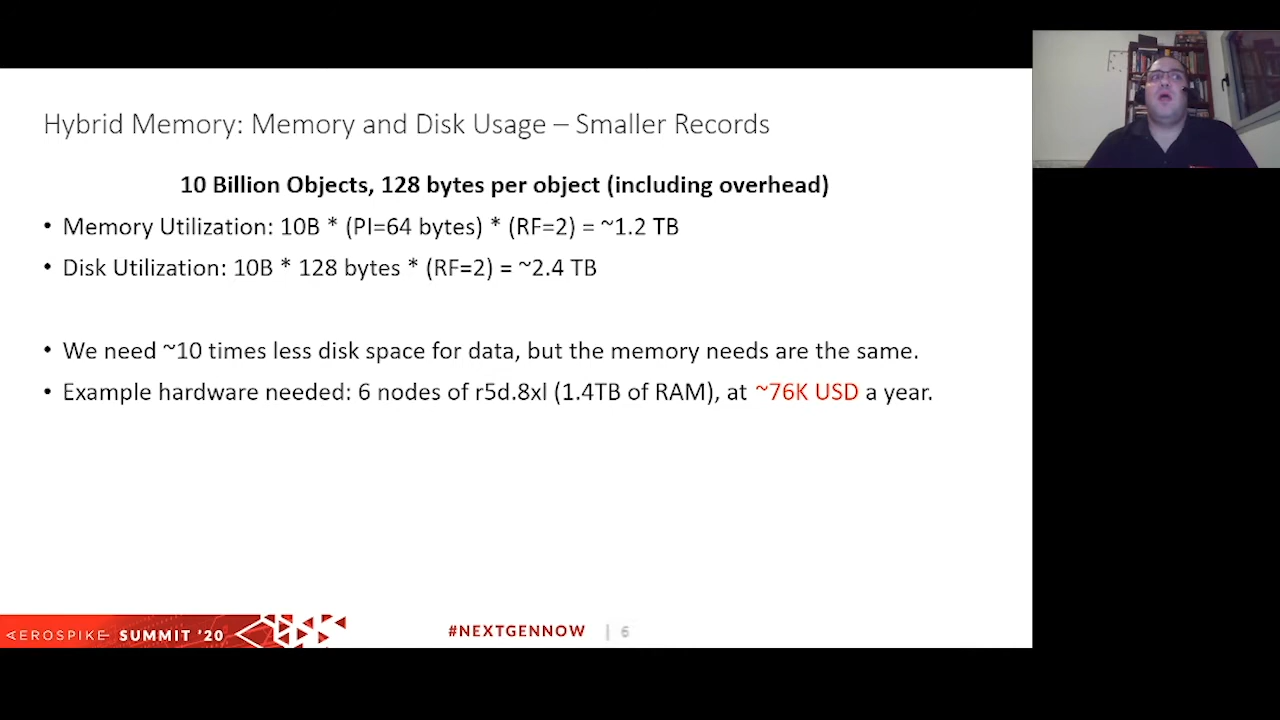 Hybrid Memory: Memory and Disk Usage – Smaller Records
10 Billion Objects, 128 bytes per object (including overhead)
• Memory Utilization: 10B * (PI=64 bytes) * (RF=2) = ~1.2 TB
• Disk Utilization: 10B * 128 bytes * (RF=2) = ~2.4 TB
• We need ~10 times less disk space for data, but the memory needs are the same.
• Example hardware needed: 6 nodes of r5d.8xl (1.4TB of RAM), at ~76K USD a year.
AEROSPIKE SUMMIT '20
#NEXTGENNOW | 6